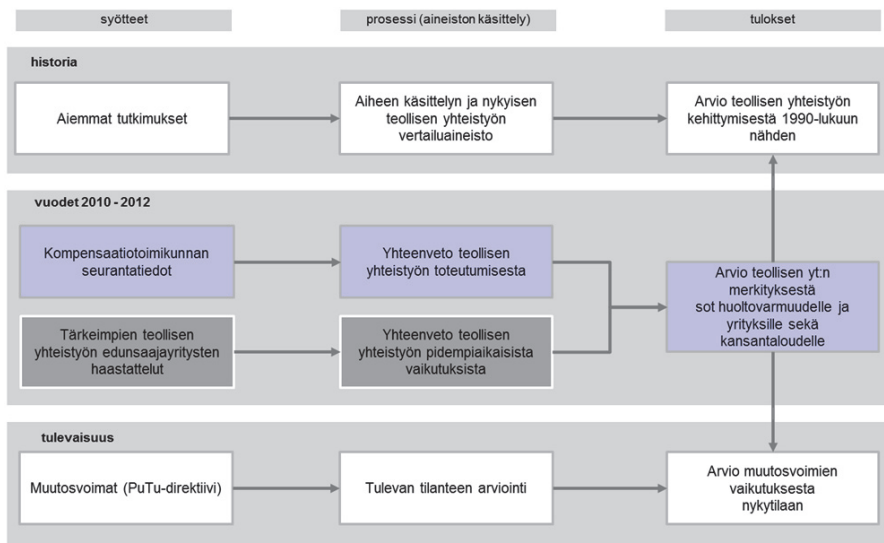 syötteet
prosessi (aineiston käsittely)
tulokset
historia
Aiemmat tutkimukset
Aiheen käsittelyn ja nykyisen
teollisen yhteistyön
vertailuaineisto
Arvio teollisen yhteistyön
kehittymisestä 1990-lukuun
nähden
vuodet 2010 - 2012
Kompensaatiotoimikunnan
seurantatiedot
Yhteenveto teollisen
yhteistyön toteutumisesta
Arvio teollisen yt:n
merkityksestä
sot huoltovarmuudelle ja
yrityksille sekä
kansantaloudelle
Tärkeimpien teollisen
yhteistyön edunsaajayritysten
haastattelut
Yhteenveto teollisen
yhteistyön pidempiaikaisista
vaikutuksista
tulevaisuus
Muutosvoimat (PuTu-direktiivi)
Tulevan tilanteen arviointi
Arvio muutosvoimien
vaikutuksesta
nykytilaan